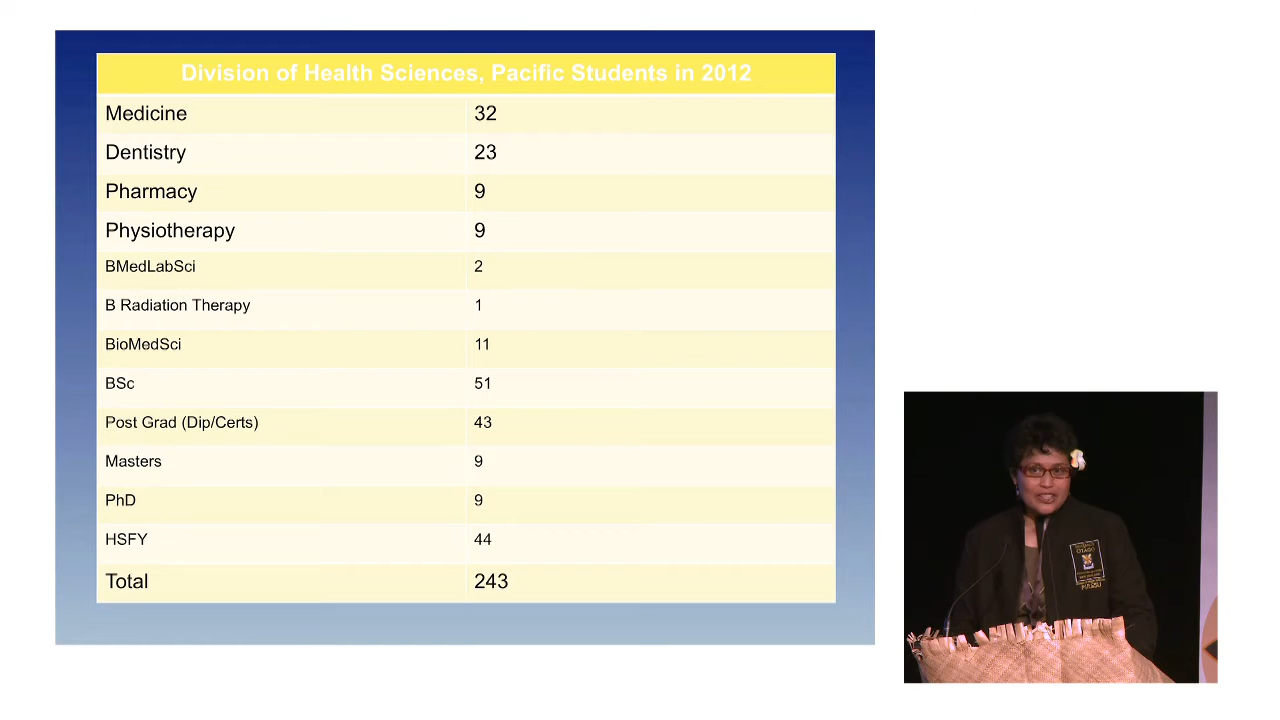 Division of Health Sciences, Pacific Students in 2012
Medicine 32
Dentistry 23
Pharmacy 9
Physiotherapy 9
BMedLabSci 2
B Radiation Therapy 1
BioMedSci 11
BSc 51
Post Grad (Dip/Certs) 43
Masters 9
PhD 9
HSFY 44
Total 243
OTAGO